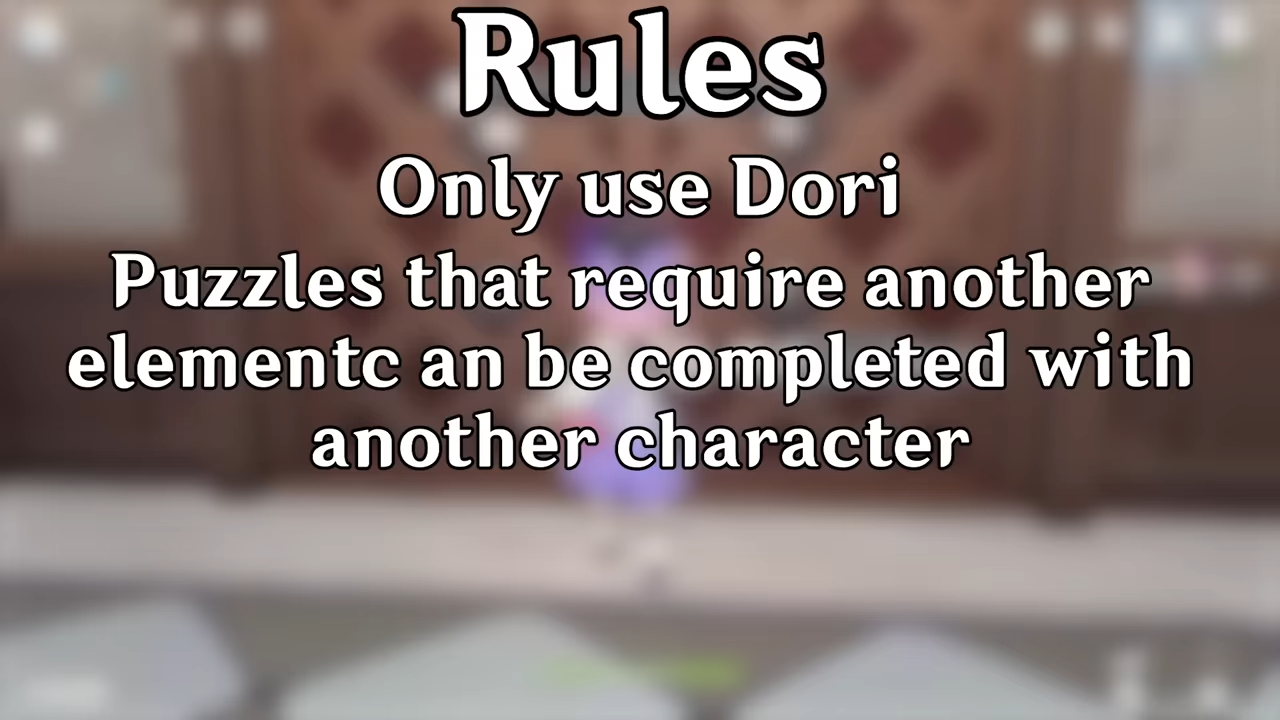 Rules
Only use Dori
Puzzles that require another
elementc an be completed with
another character